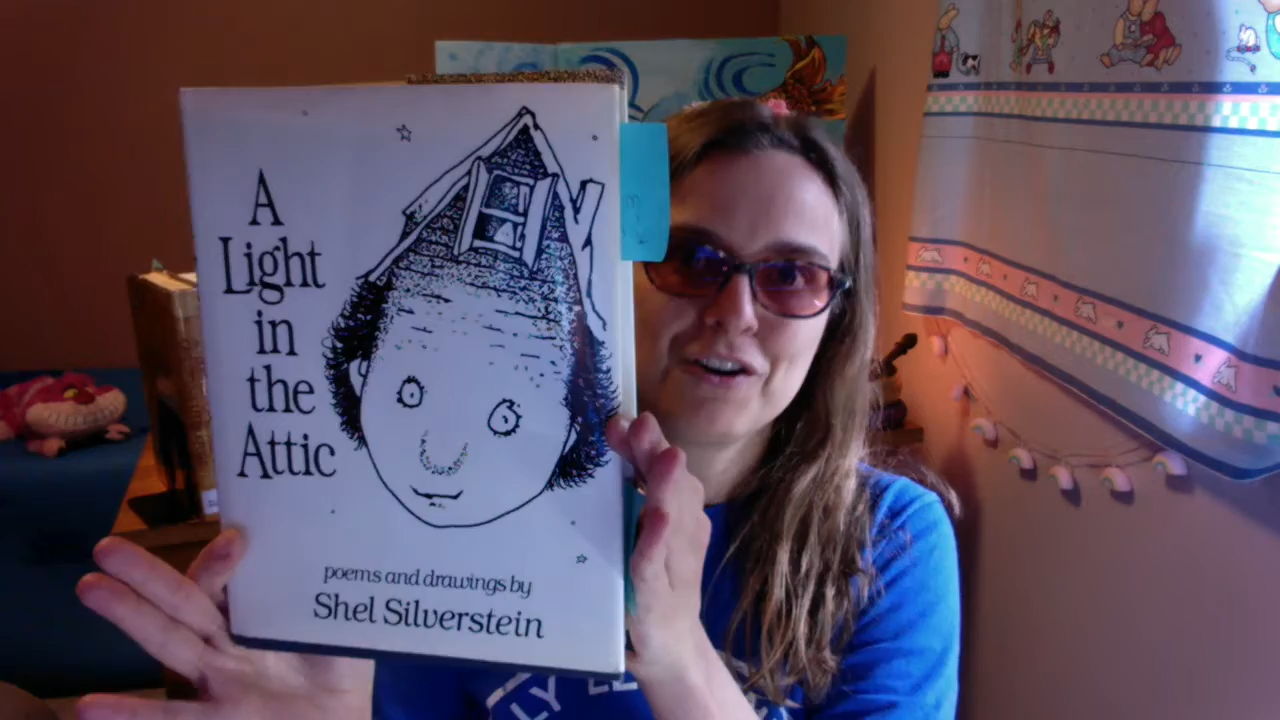 A
Light
in
the
Attic
poems and drawings by
Shel Silverstein